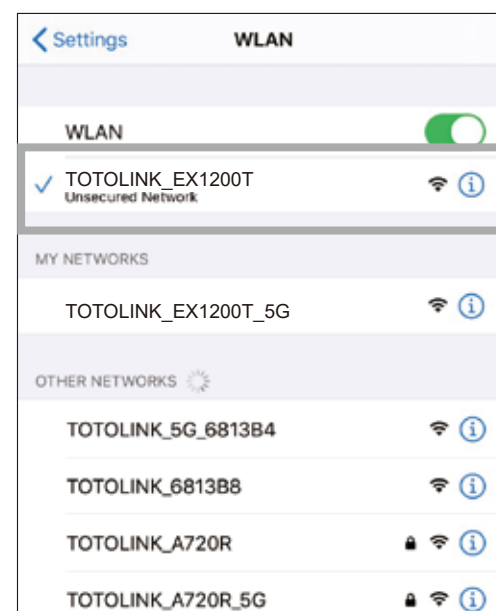 Settings WLAN
WLAN
TOTOLINK_EX1200T
Unsecured Network
MY NETWORKS
TOTOLINK_EX1200T_5G
OTHER NETWORKS
TOTOLINK_5G_6813B4
TOTOLINK_6813B8
TOTOLINK_A720R
TOTOLINK_A720R_5G